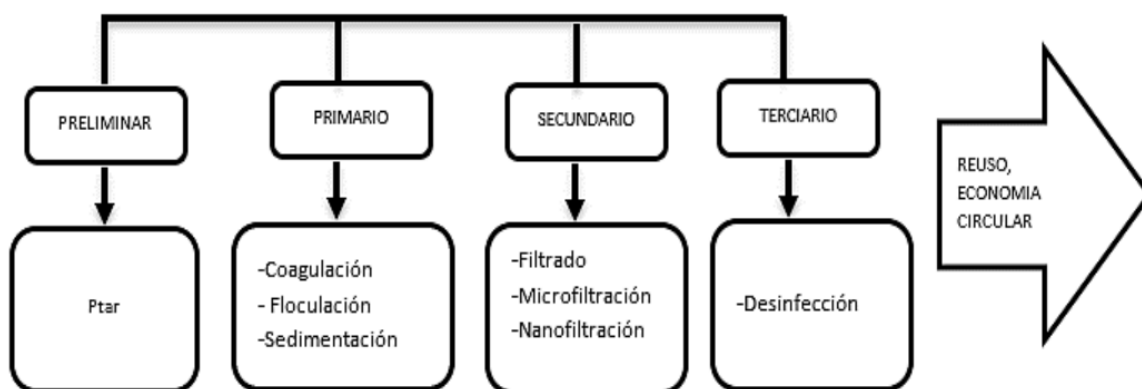 PRELIMINAR
PRIMARIO
SECUNDARIO
TERCIARIO
Ptar
-Coagulación
- Floculación
-Sedimentación
-Filtrado
-Microfiltración
-Nanofiltración
-Desinfección
REUSO,
ECONOMIA
CIRCULAR